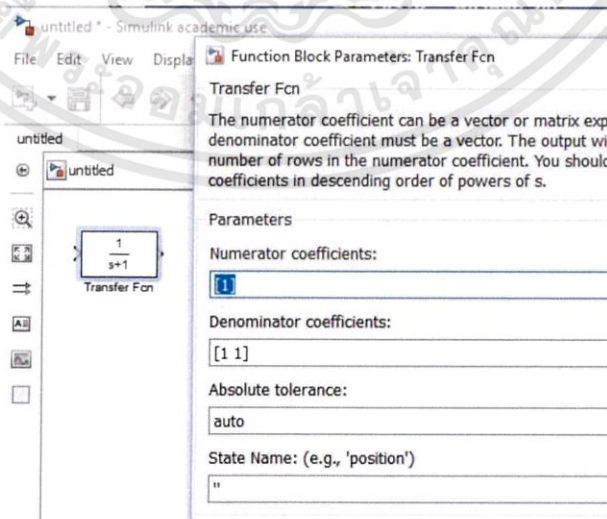 untitled * - Simulink academic use
File Edit View Displa
untitled
untitled
1
s+1
Transfer Fcn
Function Block Parameters: Transfer Fcn
Transfer Fcn
The numerator coefficient can be a vector or matrix exp
denominator coefficient must be a vector. The output wi
number of rows in the numerator coefficient. You should
coefficients in descending order of powers of s.
Parameters
Numerator coefficients:
[1]
Denominator coefficients:
[1 1]
Absolute tolerance:
auto
State Name: (e.g., 'position')
''